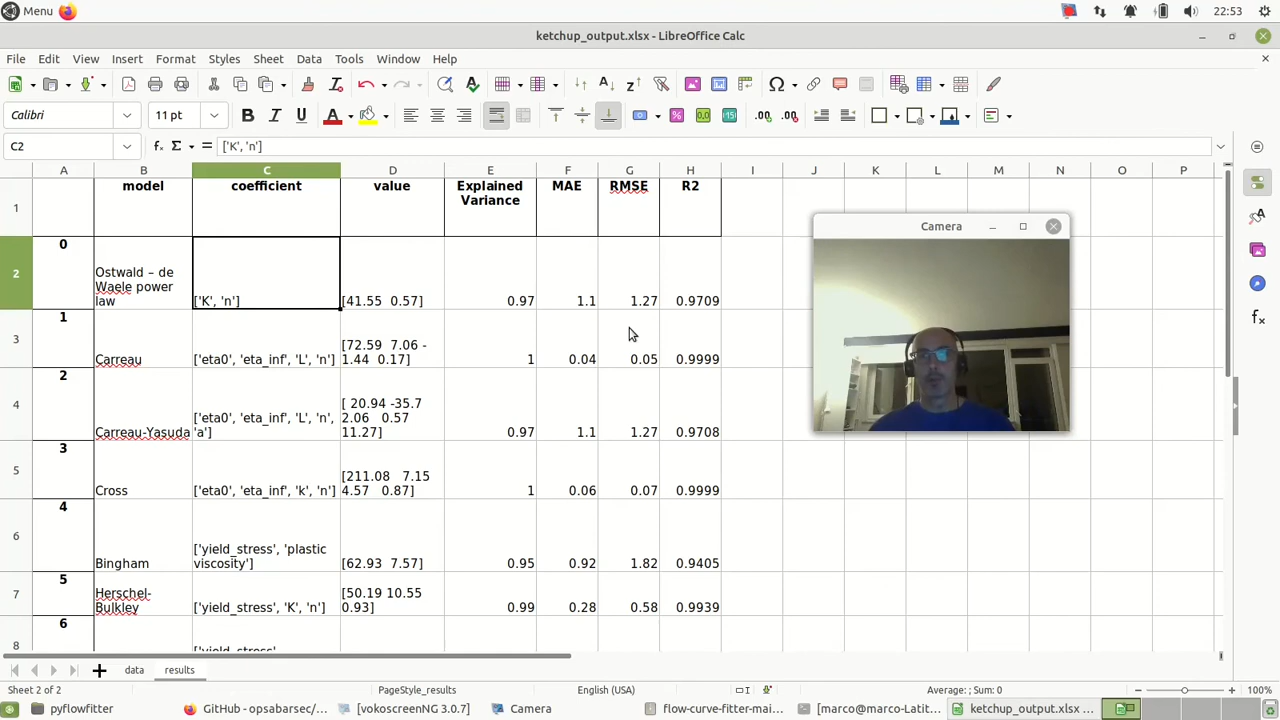 Menu
22:53
ketchup_output.xlsx - LibreOffice Calc
File Edit View Insert Format Styles Sheet Data Tools Window Help
Calibri 11 pt
C2 ['K', 'n']
A B C D E F G H I J K L M N O P
1 model coefficient value Explained Variance MAE RMSE R2
0
2 Ostwald – de Waele power law ['K', 'n'] [41.55 0.57] 0.97 1.1 1.27 0.9709
1
3 Carreau ['eta0', 'eta_inf', 'L', 'n'] [72.59 7.06 - 1.44 0.17] 1 0.04 0.05 0.9999
2
4 Carreau-Yasuda ['eta0', 'eta_inf', 'L', 'n', 'a'] [ 20.94 -35.7 2.06 0.57 11.27] 0.97 1.1 1.27 0.9708
3
5 Cross ['eta0', 'eta_inf', 'k', 'n'] [211.08 7.15 4.57 0.87] 1 0.06 0.07 0.9999
4
6 Bingham ['yield_stress', 'plastic viscosity'] [62.93 7.57] 0.95 0.92 1.82 0.9405
5
7 Herschel-Bulkley ['yield_stress', 'K', 'n'] [50.19 10.55 0.93] 0.99 0.28 0.58 0.9939
6
8 ['yield_stress',
Camera
data results
Sheet 2 of 2 PageStyle_results English (USA) Average: ; Sum: 0 100%
pyflowfitter GitHub - opsabarsec/... [vokoscreenNG 3.0.7] Camera flow-curve-fitter-mai... [marco@marco-Latit... ketchup_output.xlsx ...